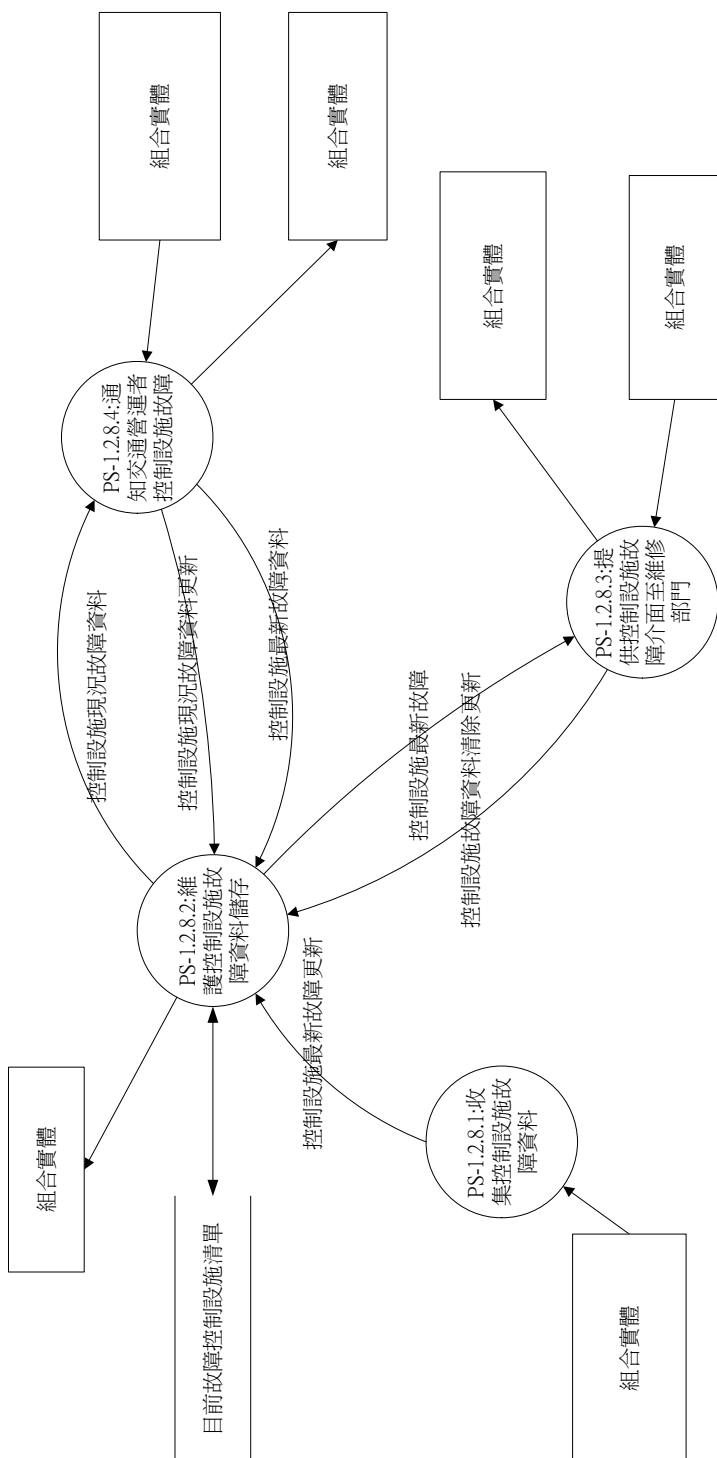 組合實體
目前故障控制設施清單
組合實體
PS-1.2.8.2:維
護控制設施故
障資料儲存
PS-1.2.8.1:收
集控制設施故
障資料
控制設施最新故障更新
控制設施現況故障資料
控制設施現況故障資料更新
控制設施最新故障資料
控制設施最新故障
控制設施故障資料清除更新
PS-1.2.8.4:通
知交通營運者
控制設施故障
PS-1.2.8.3:提
供控制設施故
障介面至維修
部門
組合實體
組合實體
組合實體
組合實體